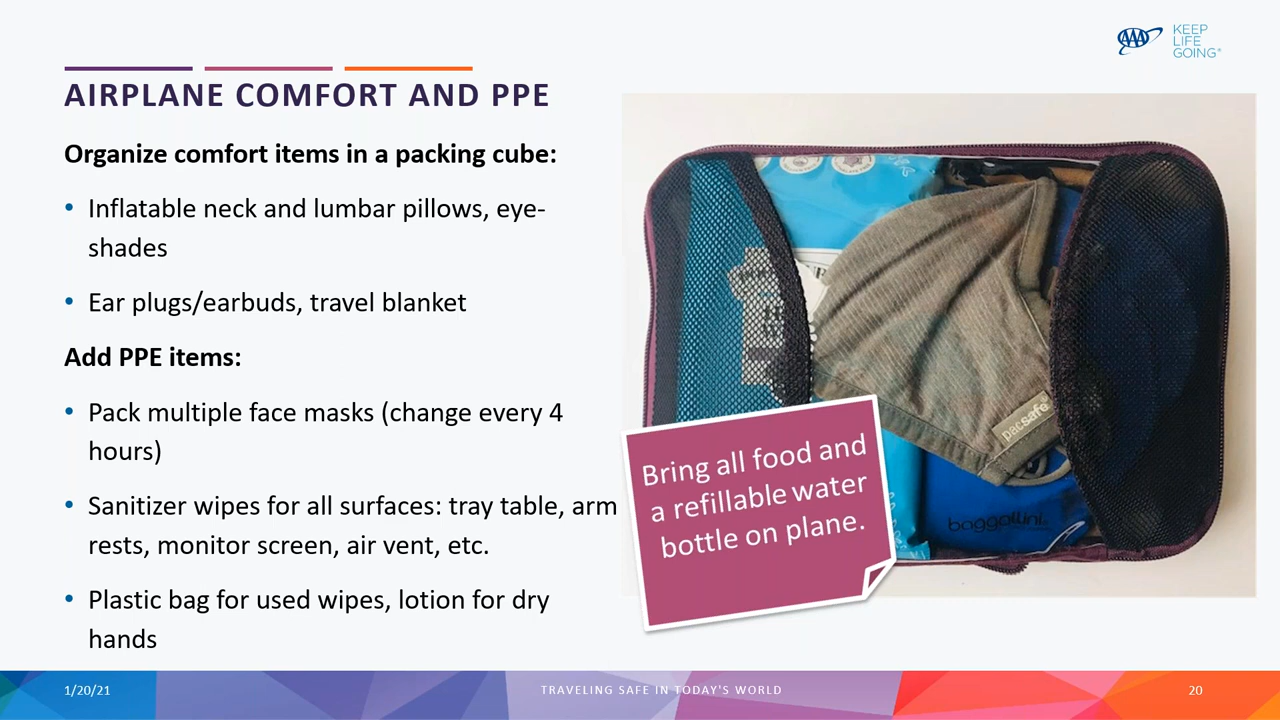 AAA
KEEP
LIFE
GOING®
AIRPLANE COMFORT AND PPE
Organize comfort items in a packing cube:
• Inflatable neck and lumbar pillows, eye-
shades
• Ear plugs/earbuds, travel blanket
Add PPE items:
• Pack multiple face masks (change every 4
hours)
• Sanitizer wipes for all surfaces: tray table, arm
rests, monitor screen, air vent, etc.
• Plastic bag for used wipes, lotion for dry
hands
pacsafe
baggallini
Bring all food and
a refillable water
bottle on plane.
1/20/21
TRAVELING SAFE IN TODAY'S WORLD
20